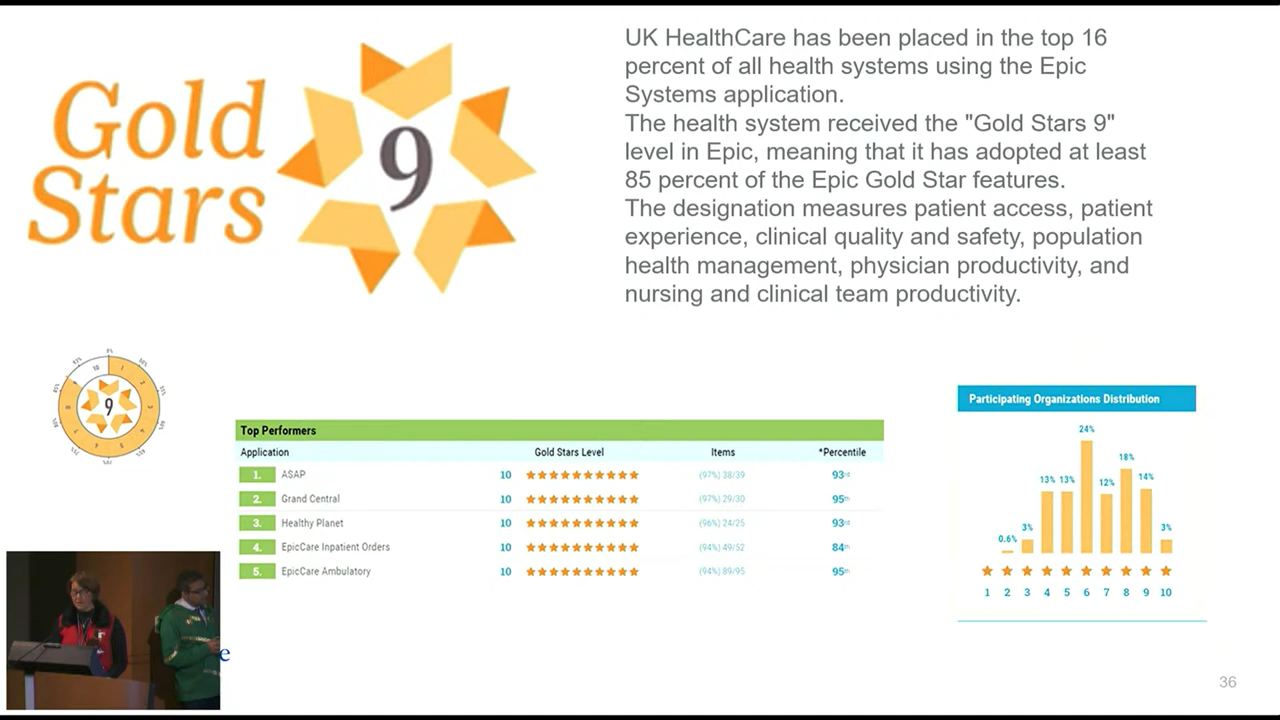 Gold
Stars
9
UK HealthCare has been placed in the top 16
percent of all health systems using the Epic
Systems application.
The health system received the "Gold Stars 9"
level in Epic, meaning that it has adopted at least
85 percent of the Epic Gold Star features.
The designation measures patient access, patient
experience, clinical quality and safety, population
health management, physician productivity, and
nursing and clinical team productivity.
9
Top Performers
Application Gold Stars Level Items *Percentile
1. ASAP 10 (97%) 38/39 93rd
2. Grand Central 10 (97%) 29/30 95th
3. Healthy Planet 10 (96%) 24/25 93rd
4. EpicCare Inpatient Orders 10 (94%) 49/52 84th
5. EpicCare Ambulatory 10 (94%) 89/95 95th
Participating Organizations Distribution
0.6% 3% 13% 13% 24% 12% 18% 14% 3%
1 2 3 4 5 6 7 8 9 10
e
36